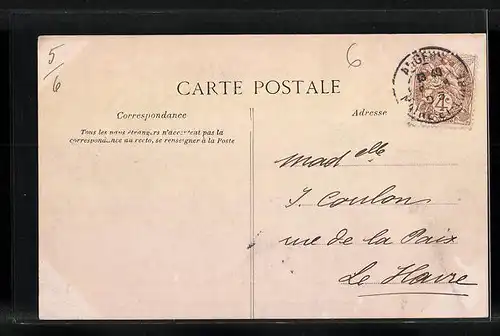 5/6
6
CARTE POSTALE
Correspondance
Adresse
Tous les pays étrangers n'acceptent pas la
correspondance au recto, se renseigner à la Poste
Madelle
J. Coulon
rue de la Paix
Le Havre